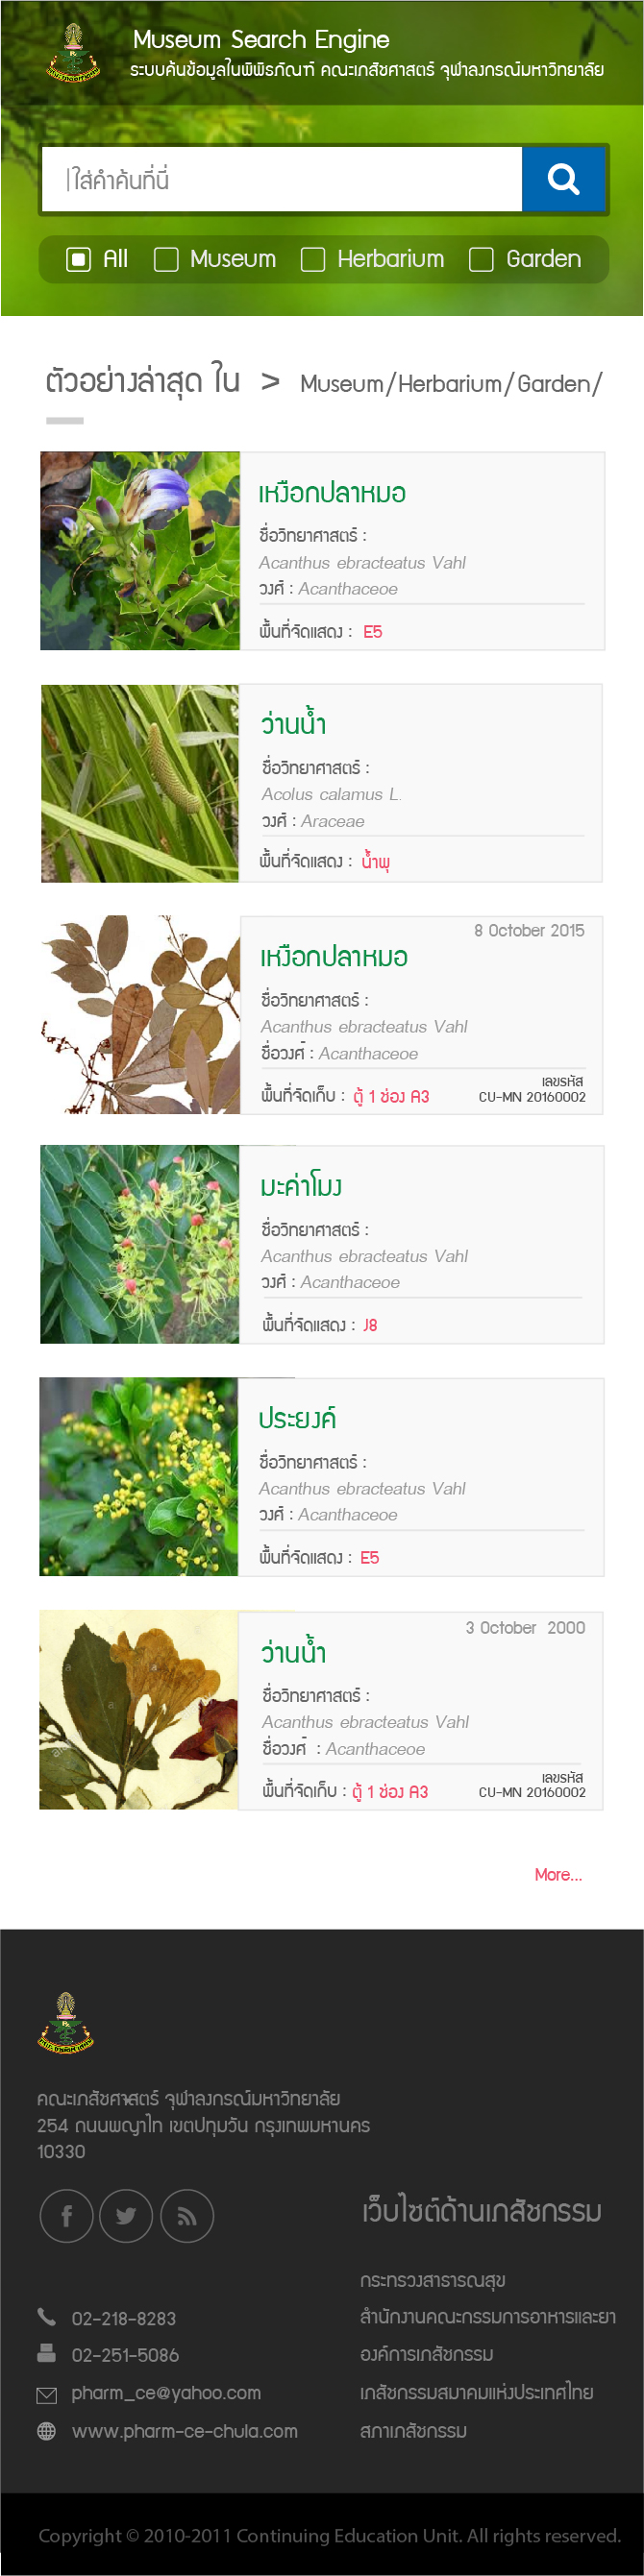 Museum Search Engine
ระบบค้นข้อมูลในพิพิธภัณฑ์ คณะเภสัชศาสตร์ จุฬาลงกรณ์มหาวิทยาลัย
ใส่คำค้นที่นี่
All Museum Herbarium Garden
ตัวอย่างล่าสุด ใน > Museum/Herbarium/Garden/
เหงือกปลาหมอ
ชื่อวิทยาศาสตร์ :
Acanthus ebracteatus Vahl
วงศ์ : Acanthaceoe
พื้นที่จัดแสดง : E5
ว่านน้ำ
ชื่อวิทยาศาสตร์ :
Acolus calamus L.
วงศ์ : Araceae
พื้นที่จัดแสดง : น้ำพุ
8 October 2015
เหงือกปลาหมอ
ชื่อวิทยาศาสตร์ :
Acanthus ebracteatus Vahl
ชื่อวงศ์ : Acanthaceoe
พื้นที่จัดเก็บ : ตู้ 1 ช่อง A3
เลขรหัส
CU-MN 20160002
มะค่าโมง
ชื่อวิทยาศาสตร์ :
Acanthus ebracteatus Vahl
วงศ์ : Acanthaceoe
พื้นที่จัดแสดง : J8
ประยงค์
ชื่อวิทยาศาสตร์ :
Acanthus ebracteatus Vahl
วงศ์ : Acanthaceoe
พื้นที่จัดแสดง : E5
3 October 2000
ว่านน้ำ
ชื่อวิทยาศาสตร์ :
Acanthus ebracteatus Vahl
ชื่อวงศ์ : Acanthaceoe
พื้นที่จัดเก็บ : ตู้ 1 ช่อง A3
เลขรหัส
CU-MN 20160002
More...
คณะเภสัชศาสตร์ จุฬาลงกรณ์มหาวิทยาลัย
254 ถนนพญาไท เขตปทุมวัน กรุงเทพมหานคร
10330
02-218-8283
02-251-5086
pharm_ce@yahoo.com
www.pharm-ce-chula.com
เว็บไซต์ด้านเภสัชกรรม
กระทรวงสาธารณสุข
สำนักงานคณะกรรมการอาหารและยา
องค์การเภสัชกรรม
เภสัชกรรมสมาคมแห่งประเทศไทย
สภาเภสัชกรรม
Copyright © 2010-2011 Continuing Education Unit. All rights reserved.